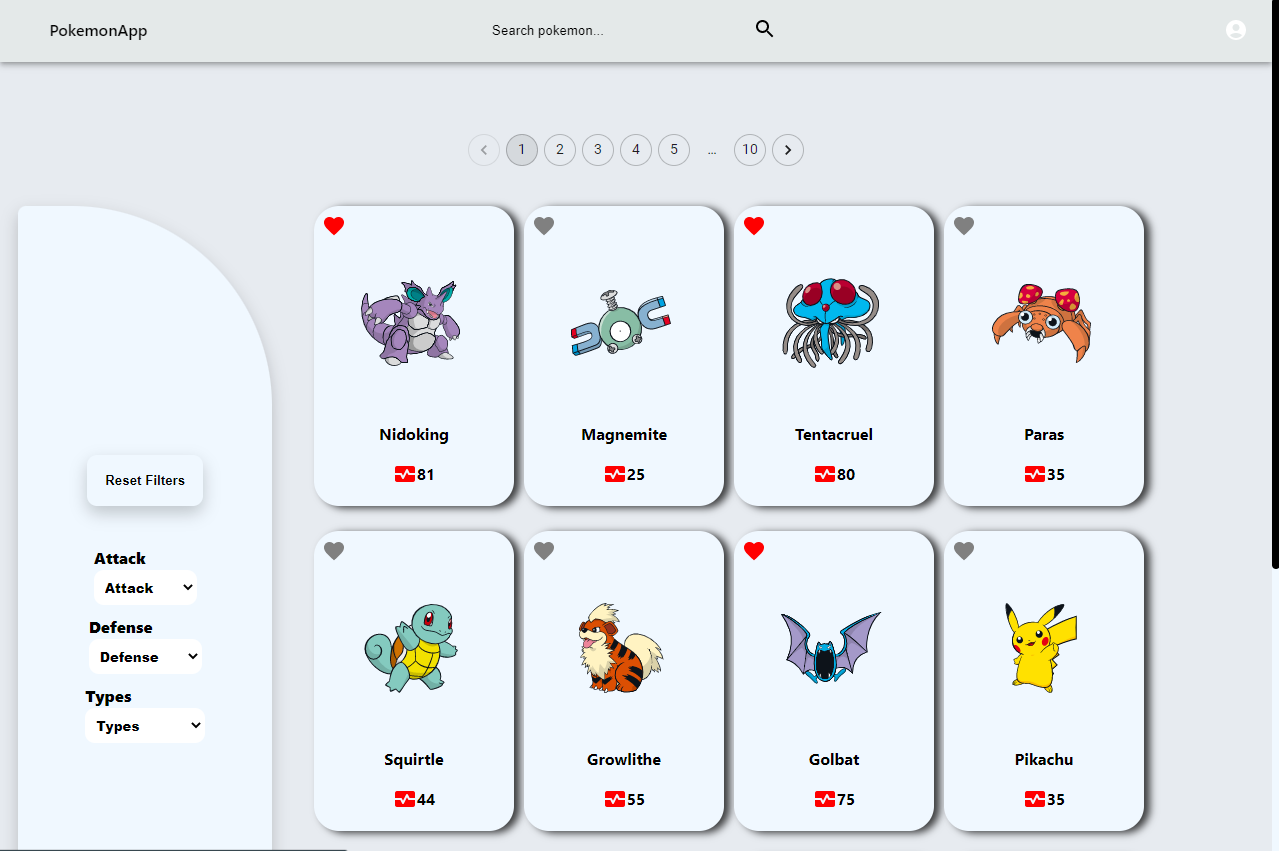 PokemonApp
Search pokemon...
1 2 3 4 5 ... 10
Reset Filters
Attack
Attack
Defense
Defense
Types
Types
Nidoking
81
Magnemite
25
Tentacruel
80
Paras
35
Squirtle
44
Growlithe
55
Golbat
75
Pikachu
35